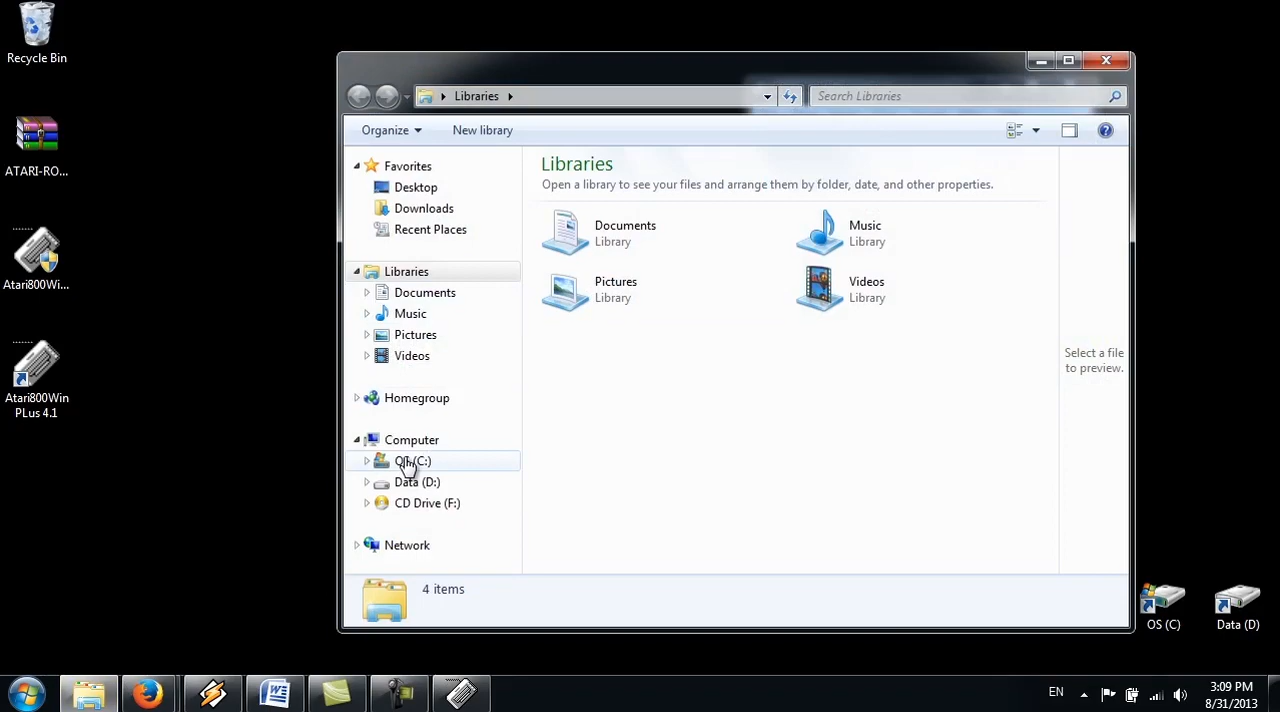 Recycle Bin
ATARI-RO...
Atari800Wi...
Atari800Win
PLus 4.1
Libraries
Search Libraries
Organize
New library
Favorites
Desktop
Downloads
Recent Places
Libraries
Documents
Music
Pictures
Videos
Homegroup
Computer
OS (C:)
Data (D:)
CD Drive (F:)
Network
Libraries
Open a library to see your files and arrange them by folder, date, and other properties.
Documents
Library
Music
Library
Pictures
Library
Videos
Library
Select a file
to preview.
4 items
OS (C)
Data (D)
EN
3:09 PM
8/31/2013